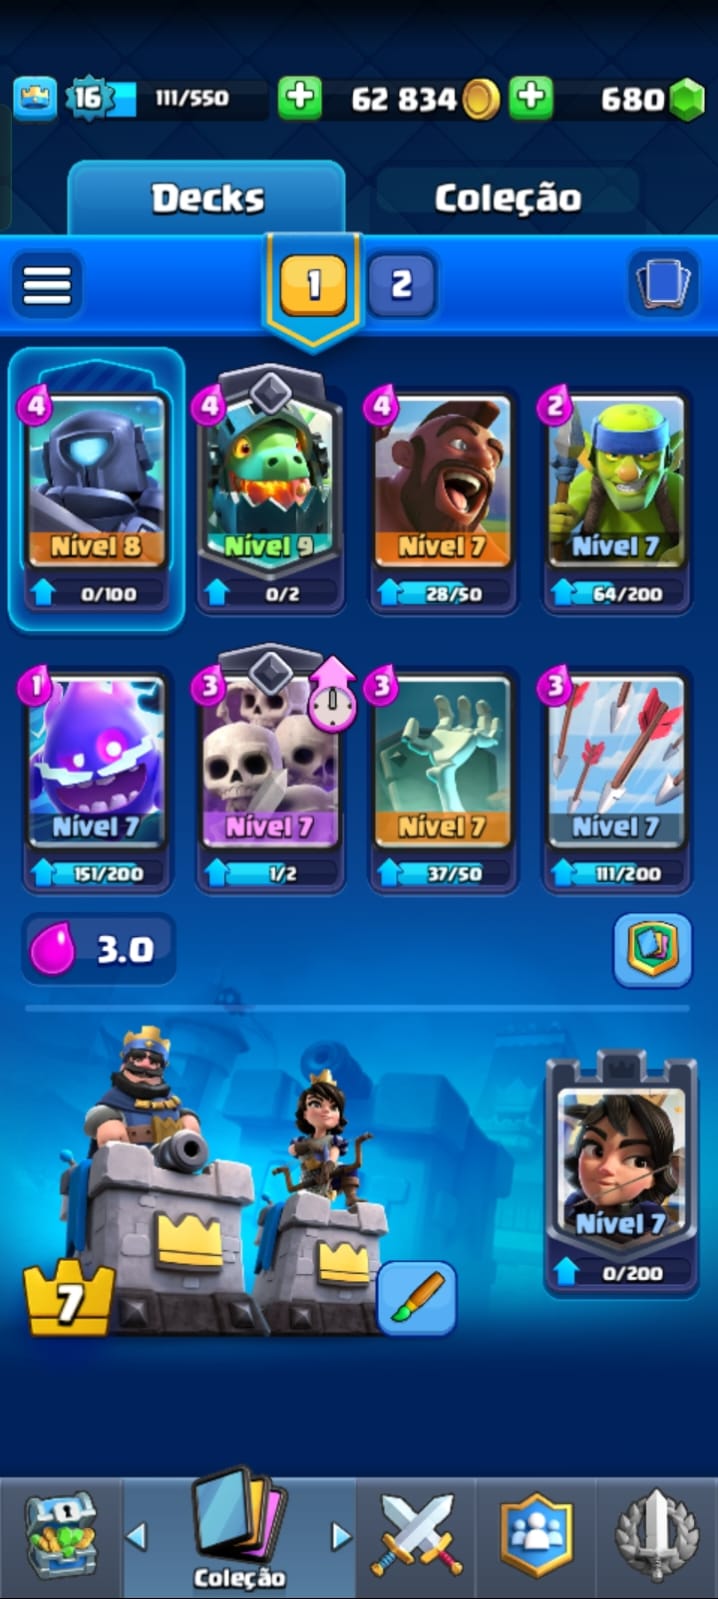 16 111/550 62 834 680
Decks Coleção
1 2
4 4 4 2
Nível 8 Nível 9 Nível 7 Nível 7
0/100 0/2 28/50 64/200
1 3 3 3
Nível 7 Nível 7 Nível 7 Nível 7
151/200 1/2 37/50 111/200
3.0
Nível 7
0/200
7
Coleção